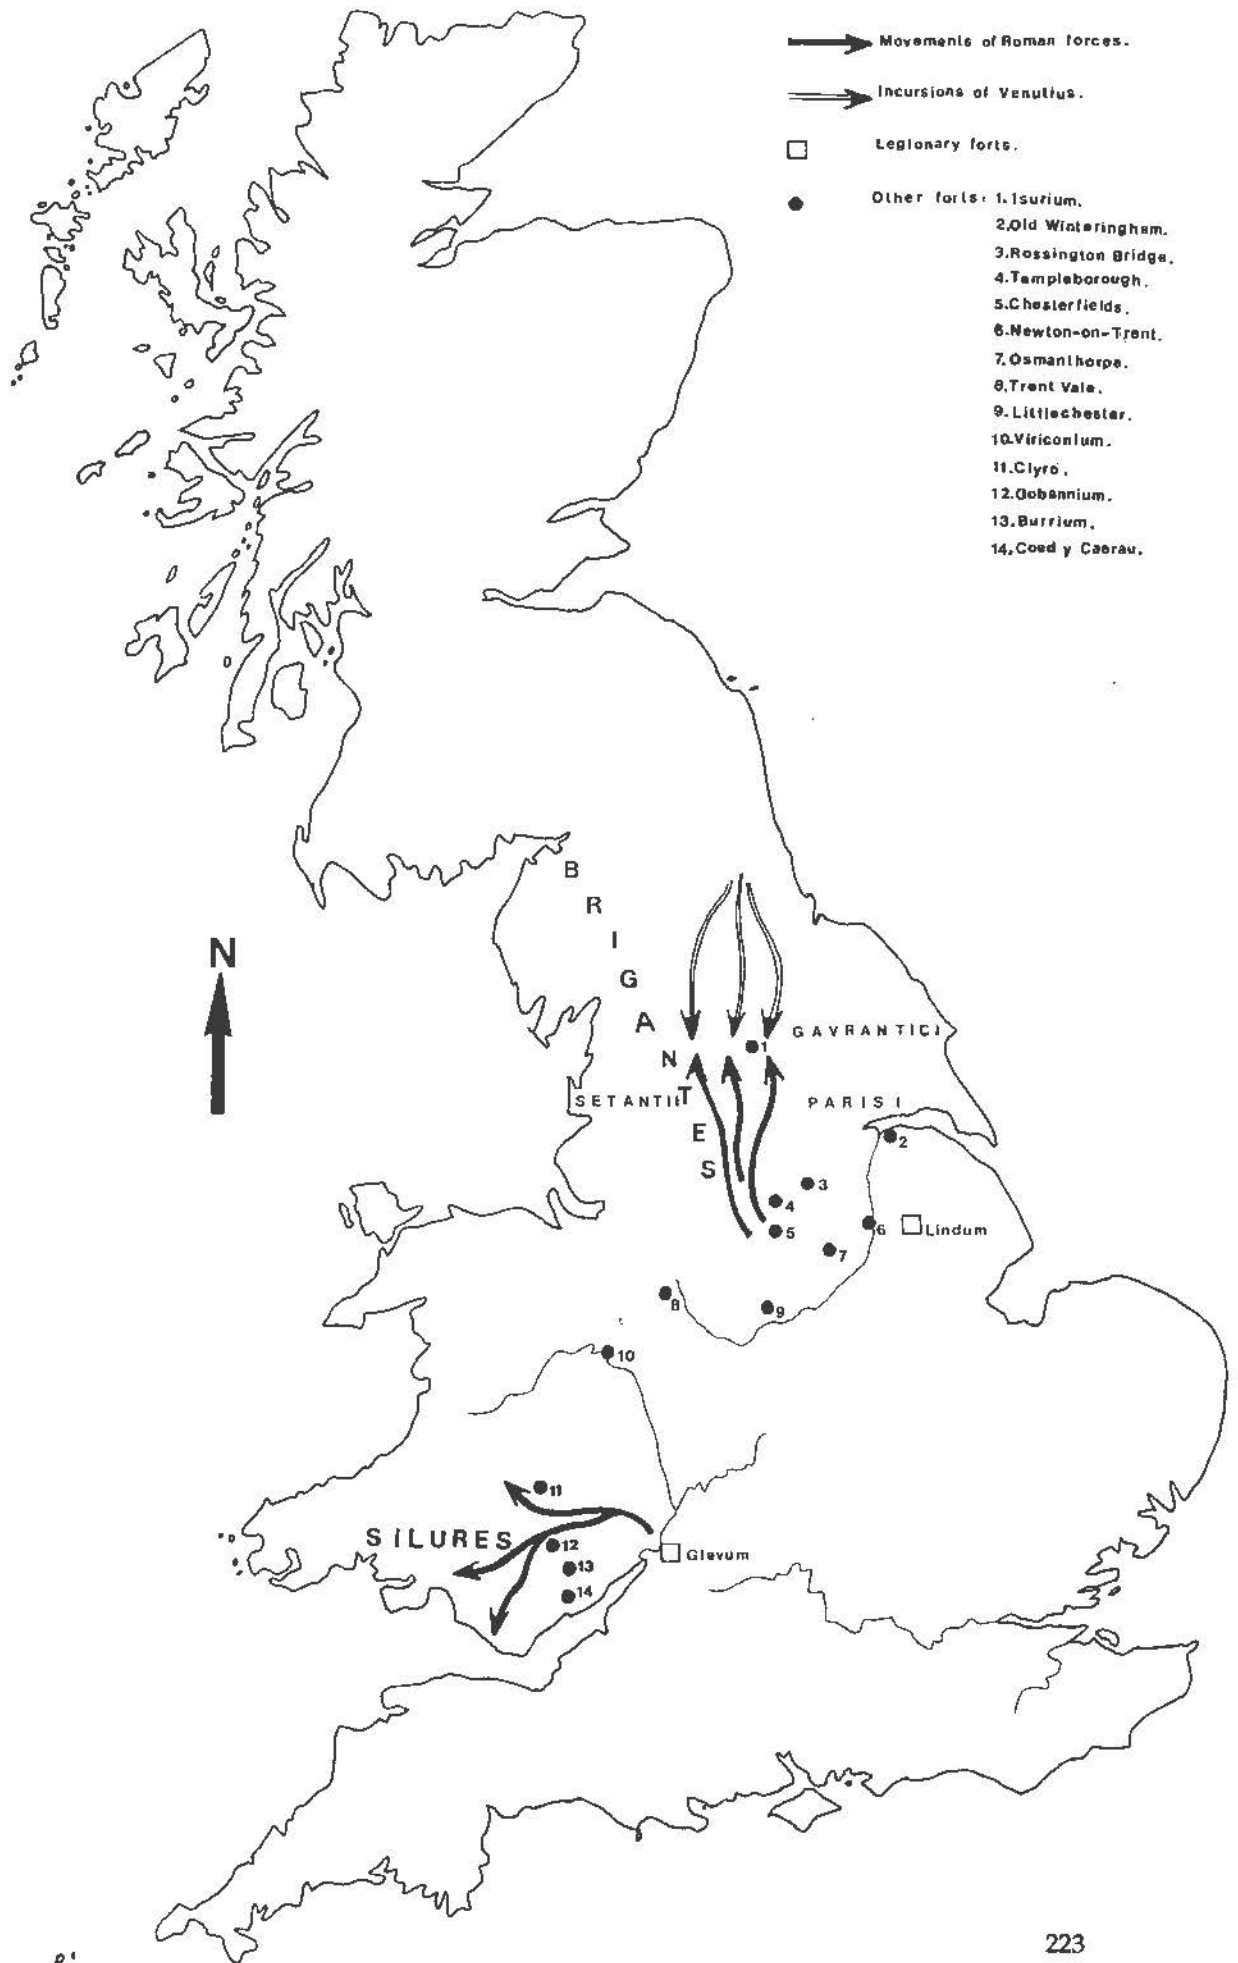 Movements of Roman forces.
Incursions of Venutius.
Legionary forts.
Other forts: 1. Isurium.
2. Old Winteringham.
3. Rossington Bridge.
4. Templeborough.
5. Chesterfields.
6. Newton-on-Trent.
7. Osmanthorpe.
8. Trent Vale.
9. Littlechester.
10. Viriconium.
11. Clyro.
12. Gobannium.
13. Burrium.
14. Coed y Caerau.
BRIGANTES
N
GAVRANTICI
1
SETANTII
PARISI
2
3
4
5
6
Lindum
7
8
9
10
11
SILURES
12
Glevum
13
14
223